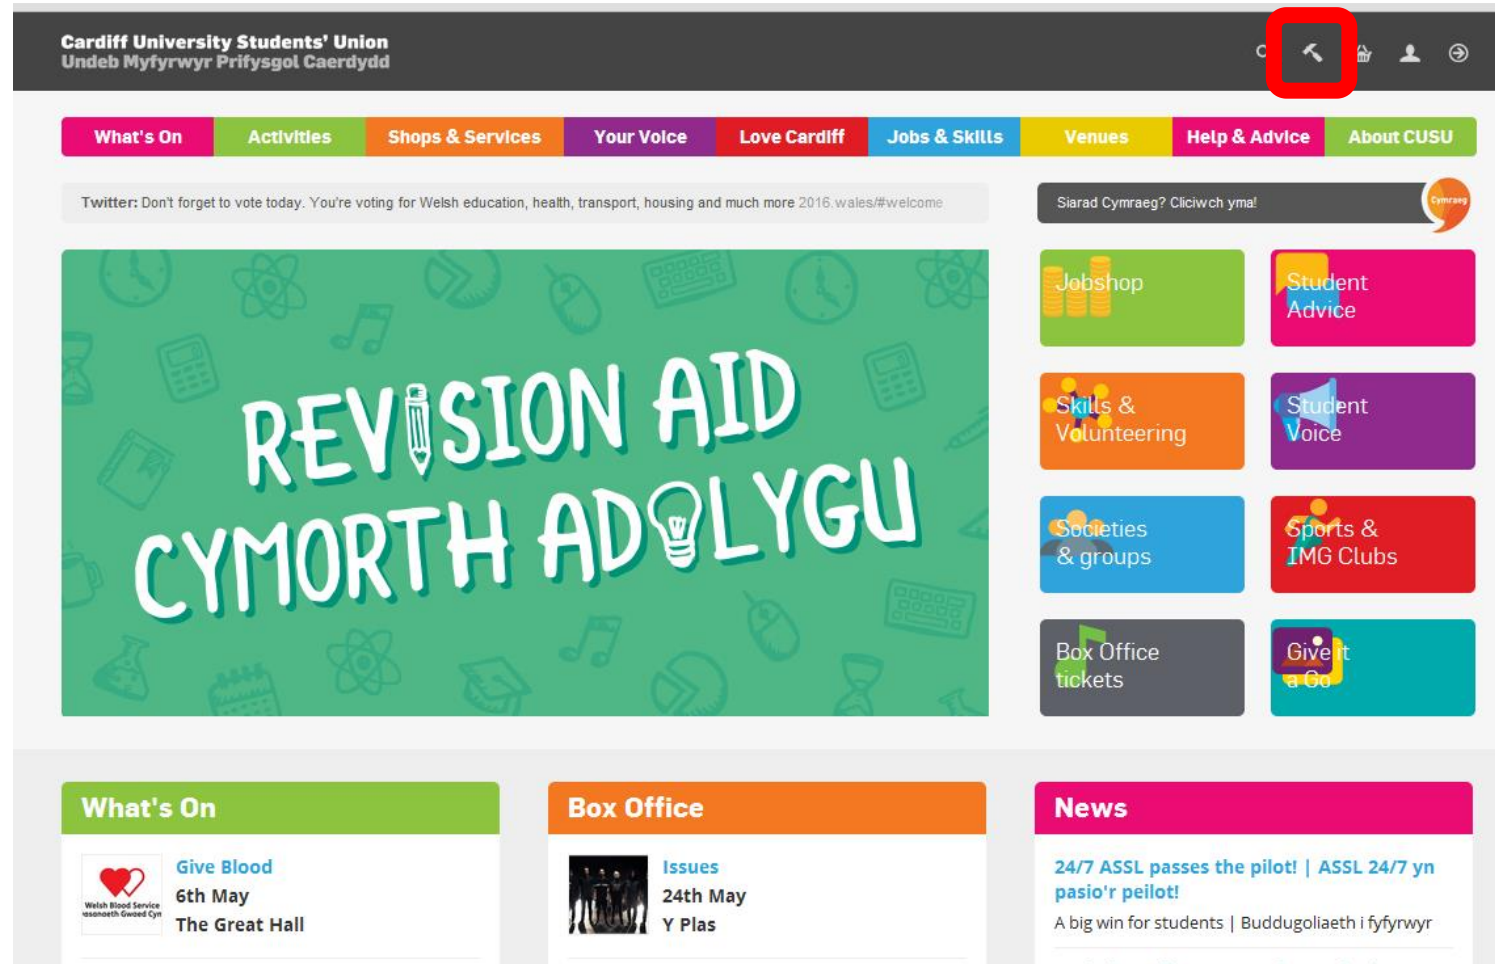 Cardiff University Students' Union
Undeb Myfyrwyr Prifysgol Caerdydd
What's On Activities Shops & Services Your Voice Love Cardiff Jobs & Skills Venues Help & Advice About CUSU
Twitter: Don't forget to vote today. You're voting for Welsh education, health, transport, housing and much more 2016.wales/#welcome
Siarad Cymraeg? Cliciwch yma!
Cymraeg
REVISION AID
CYMORTH ADOLYGU
Jobshop
Student
Advice
Skills &
Volunteering
Student
Voice
Societies
& groups
Sports &
IMG Clubs
Box Office
tickets
Give it
a Go
What's On
Welsh Blood Service
Gwaed
Give Blood
6th May
The Great Hall
Box Office
Issues
24th May
Y Plas
News
24/7 ASSL passes the pilot! | ASSL 24/7 yn
pasio'r peilot!
A big win for students | Buddugoliaeth i fyfyrwyr